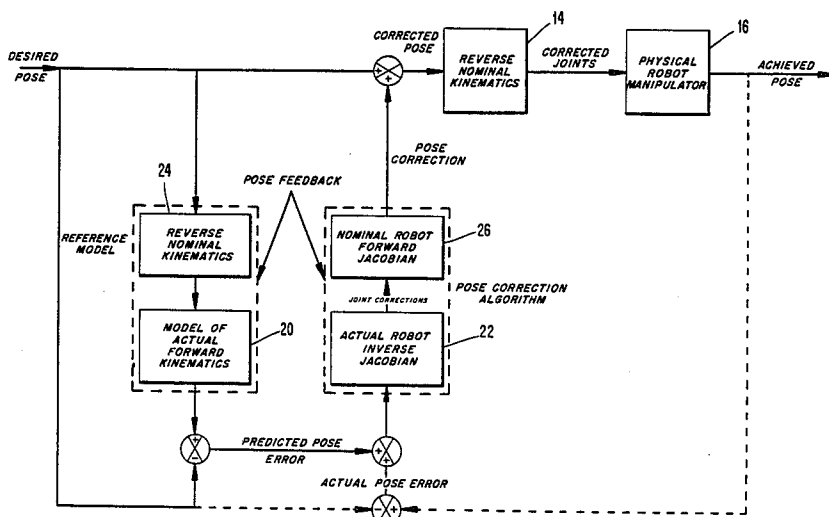 DESIRED
POSE
CORRECTED
POSE
14
REVERSE
NOMINAL
KINEMATICS
CORRECTED
JOINTS
16
PHYSICAL
ROBOT
MANIPULATOR
ACHIEVED
POSE
+
+
POSE
CORRECTION
24
POSE FEEDBACK
REFERENCE
MODEL
REVERSE
NOMINAL
KINEMATICS
26
NOMINAL ROBOT
FORWARD
JACOBIAN
JOINT CORRECTIONS
POSE CORRECTION
ALGORITHM
MODEL OF
ACTUAL
FORWARD
KINEMATICS
20
ACTUAL ROBOT
INVERSE
JACOBIAN
22
+
-
PREDICTED POSE
ERROR
+
+
ACTUAL POSE ERROR
- +